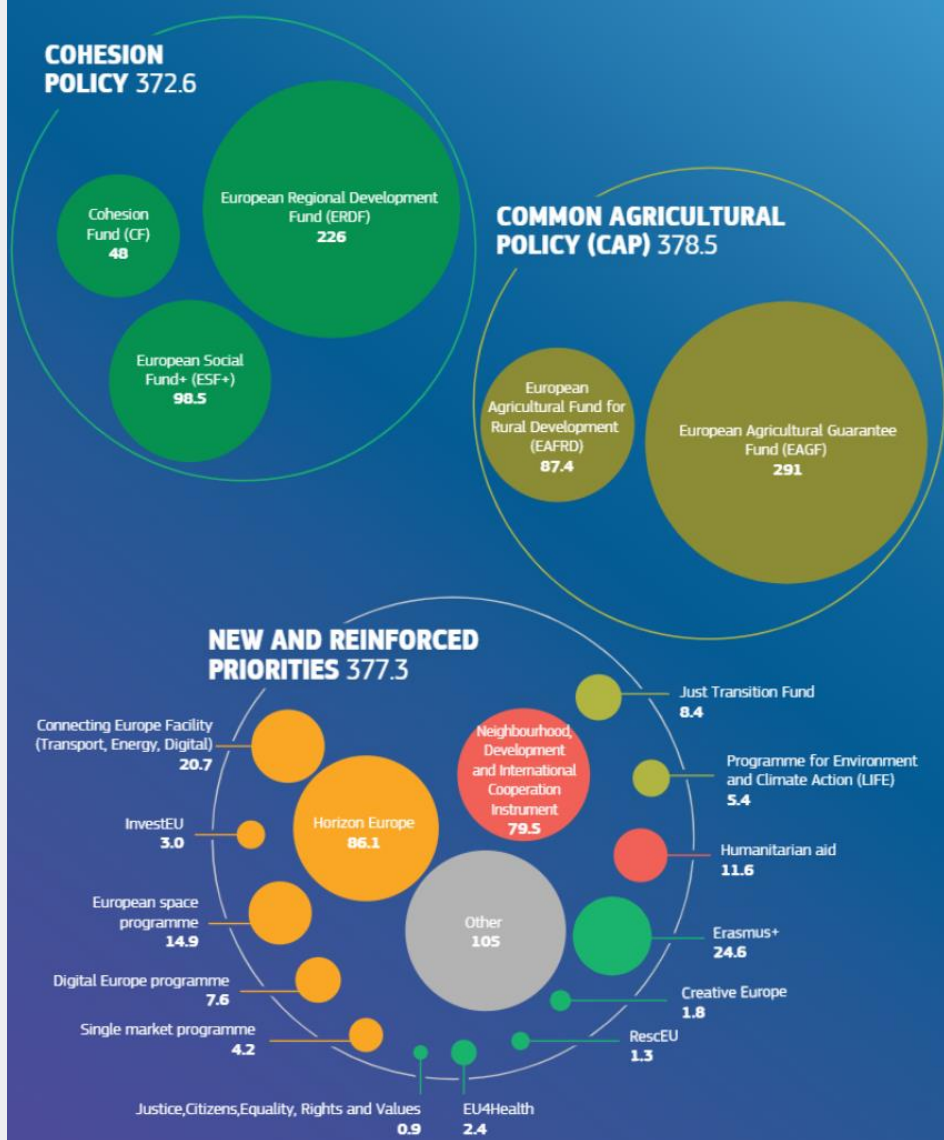 COHESION
POLICY 372.6
European Regional Development
Fund (ERDF)
226
Cohesion
Fund (CF)
48
European Social
Fund+ (ESF+)
98.5
COMMON AGRICULTURAL
POLICY (CAP) 378.5
European
Agricultural Fund for
Rural Development
(EAFRD)
87.4
European Agricultural Guarantee
Fund (EAGF)
291
NEW AND REINFORCED
PRIORITIES 377.3
Connecting Europe Facility
(Transport, Energy, Digital)
20.7
InvestEU
3.0
Horizon Europe
86.1
European space
programme
14.9
Digital Europe programme
7.6
Single market programme
4.2
Justice,Citizens,Equality, Rights and Values
0.9
EU4Health
2.4
RescEU
1.3
Creative Europe
1.8
Erasmus+
24.6
Humanitarian aid
11.6
Programme for Environment
and Climate Action (LIFE)
5.4
Just Transition Fund
8.4
Neighbourhood,
Development
and International
Cooperation
Instrument
79.5
Other
105